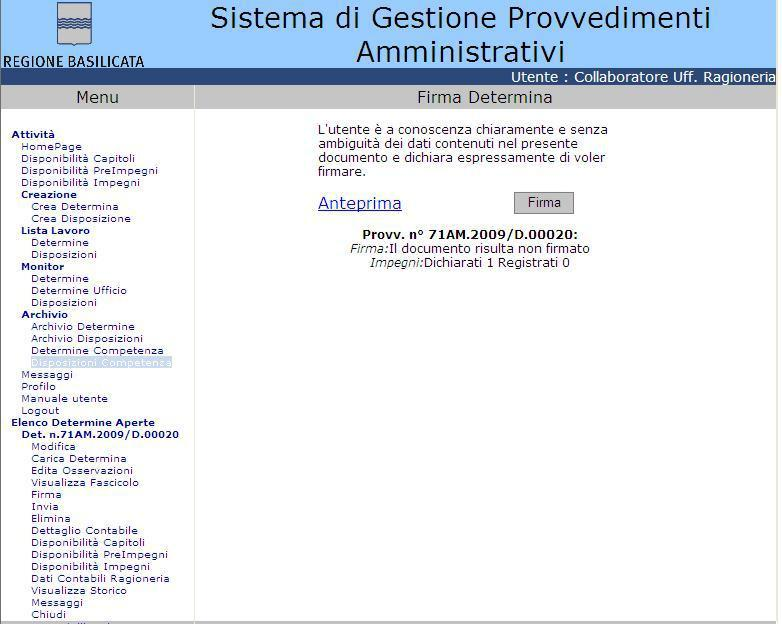 Sistema di Gestione Provvedimenti
Amministrativi
REGIONE BASILICATA
Utente : Collaboratore Uff. Ragioneria
Menu
Firma Determina
Attività
HomePage
Disponibilità Capitoli
Disponibilità PreImpegni
Disponibilità Impegni
Creazione
Crea Determina
Crea Disposizione
Lista Lavoro
Determine
Disposizioni
Monitor
Determine
Determine Ufficio
Disposizioni
Archivio
Archivio Determine
Archivio Disposizioni
Determine Competenza
Disposizioni Competenza
Messaggi
Profilo
Manuale utente
Logout
Elenco Determine Aperte
Det. n.71AM.2009/D.00020
Modifica
Carica Determina
Edita Osservazioni
Visualizza Fascicolo
Firma
Invia
Elimina
Dettaglio Contabile
Disponibilità Capitoli
Disponibilità PreImpegni
Disponibilità Impegni
Dati Contabili Ragioneria
Visualizza Storico
Messaggi
Chiudi
L'utente è a conoscenza chiaramente e senza
ambiguità dei dati contenuti nel presente
documento e dichiara espressamente di voler
firmare.
Anteprima
Firma
Provv. n° 71AM.2009/D.00020:
Firma:Il documento risulta non firmato
Impegni:Dichiarati 1 Registrati 0